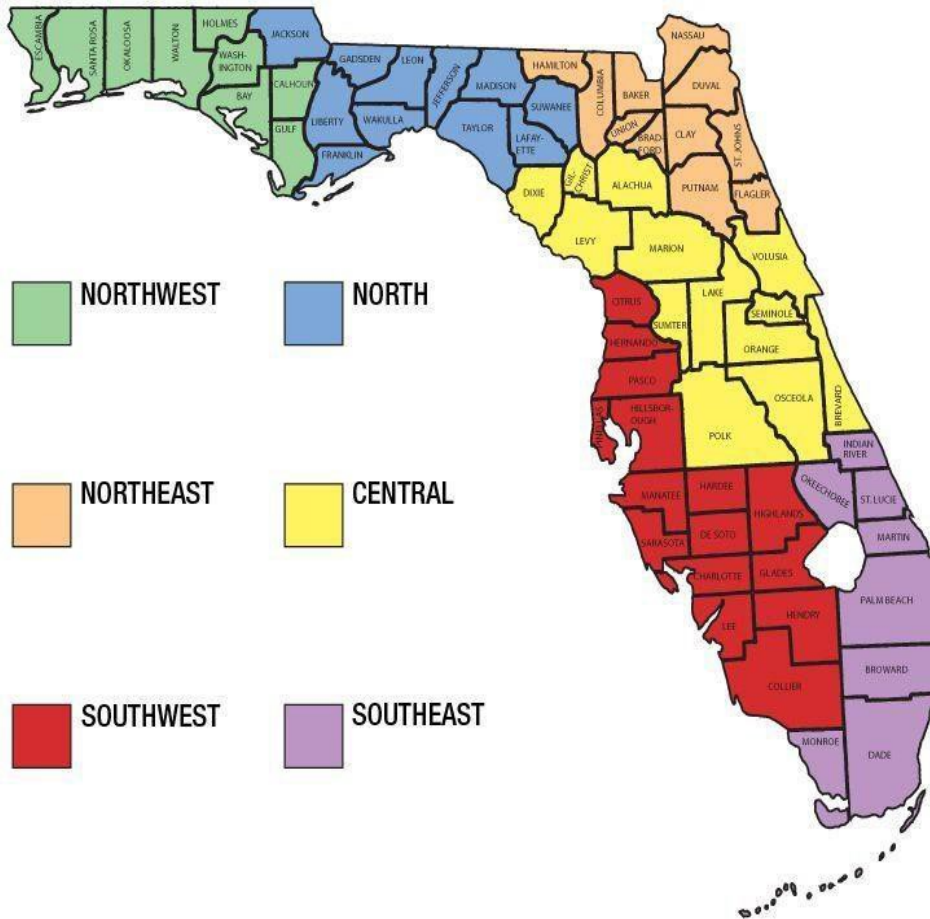 ESCAMBIA
SANTA ROSA
OKALOOSA
WALTON
HOLMES
WASH-
INGTON
BAY
JACKSON
CALHOUN
GULF
GADSDEN
LIBERTY
FRANKLIN
LEON
WAKULLA
JEFFERSON
MADISON
TAYLOR
HAMILTON
SUWANEE
LAFAY-
ETTE
COLUMBIA
BAKER
UNION
BRAD-
FORD
NASSAU
DUVAL
CLAY
ST. JOHNS
PUTNAM
FLAGLER
DIXIE
GIL-
CHRIST
ALACHUA
LEVY
MARION
VOLUSIA
LAKE
SEMINOLE
SUMTER
ORANGE
OSCEOLA
BREVARD
POLK
CITRUS
HERNANDO
PASCO
PINELLAS
HILLSBOR-
OUGH
MANATEE
HARDEE
HIGHLANDS
SARASOTA
DE SOTO
CHARLOTTE
GLADES
LEE
HENDRY
COLLIER
INDIAN
RIVER
OKEECHOBEE
ST. LUCIE
MARTIN
PALM BEACH
BROWARD
MONROE
DADE
NORTHWEST
NORTH
NORTHEAST
CENTRAL
SOUTHWEST
SOUTHEAST